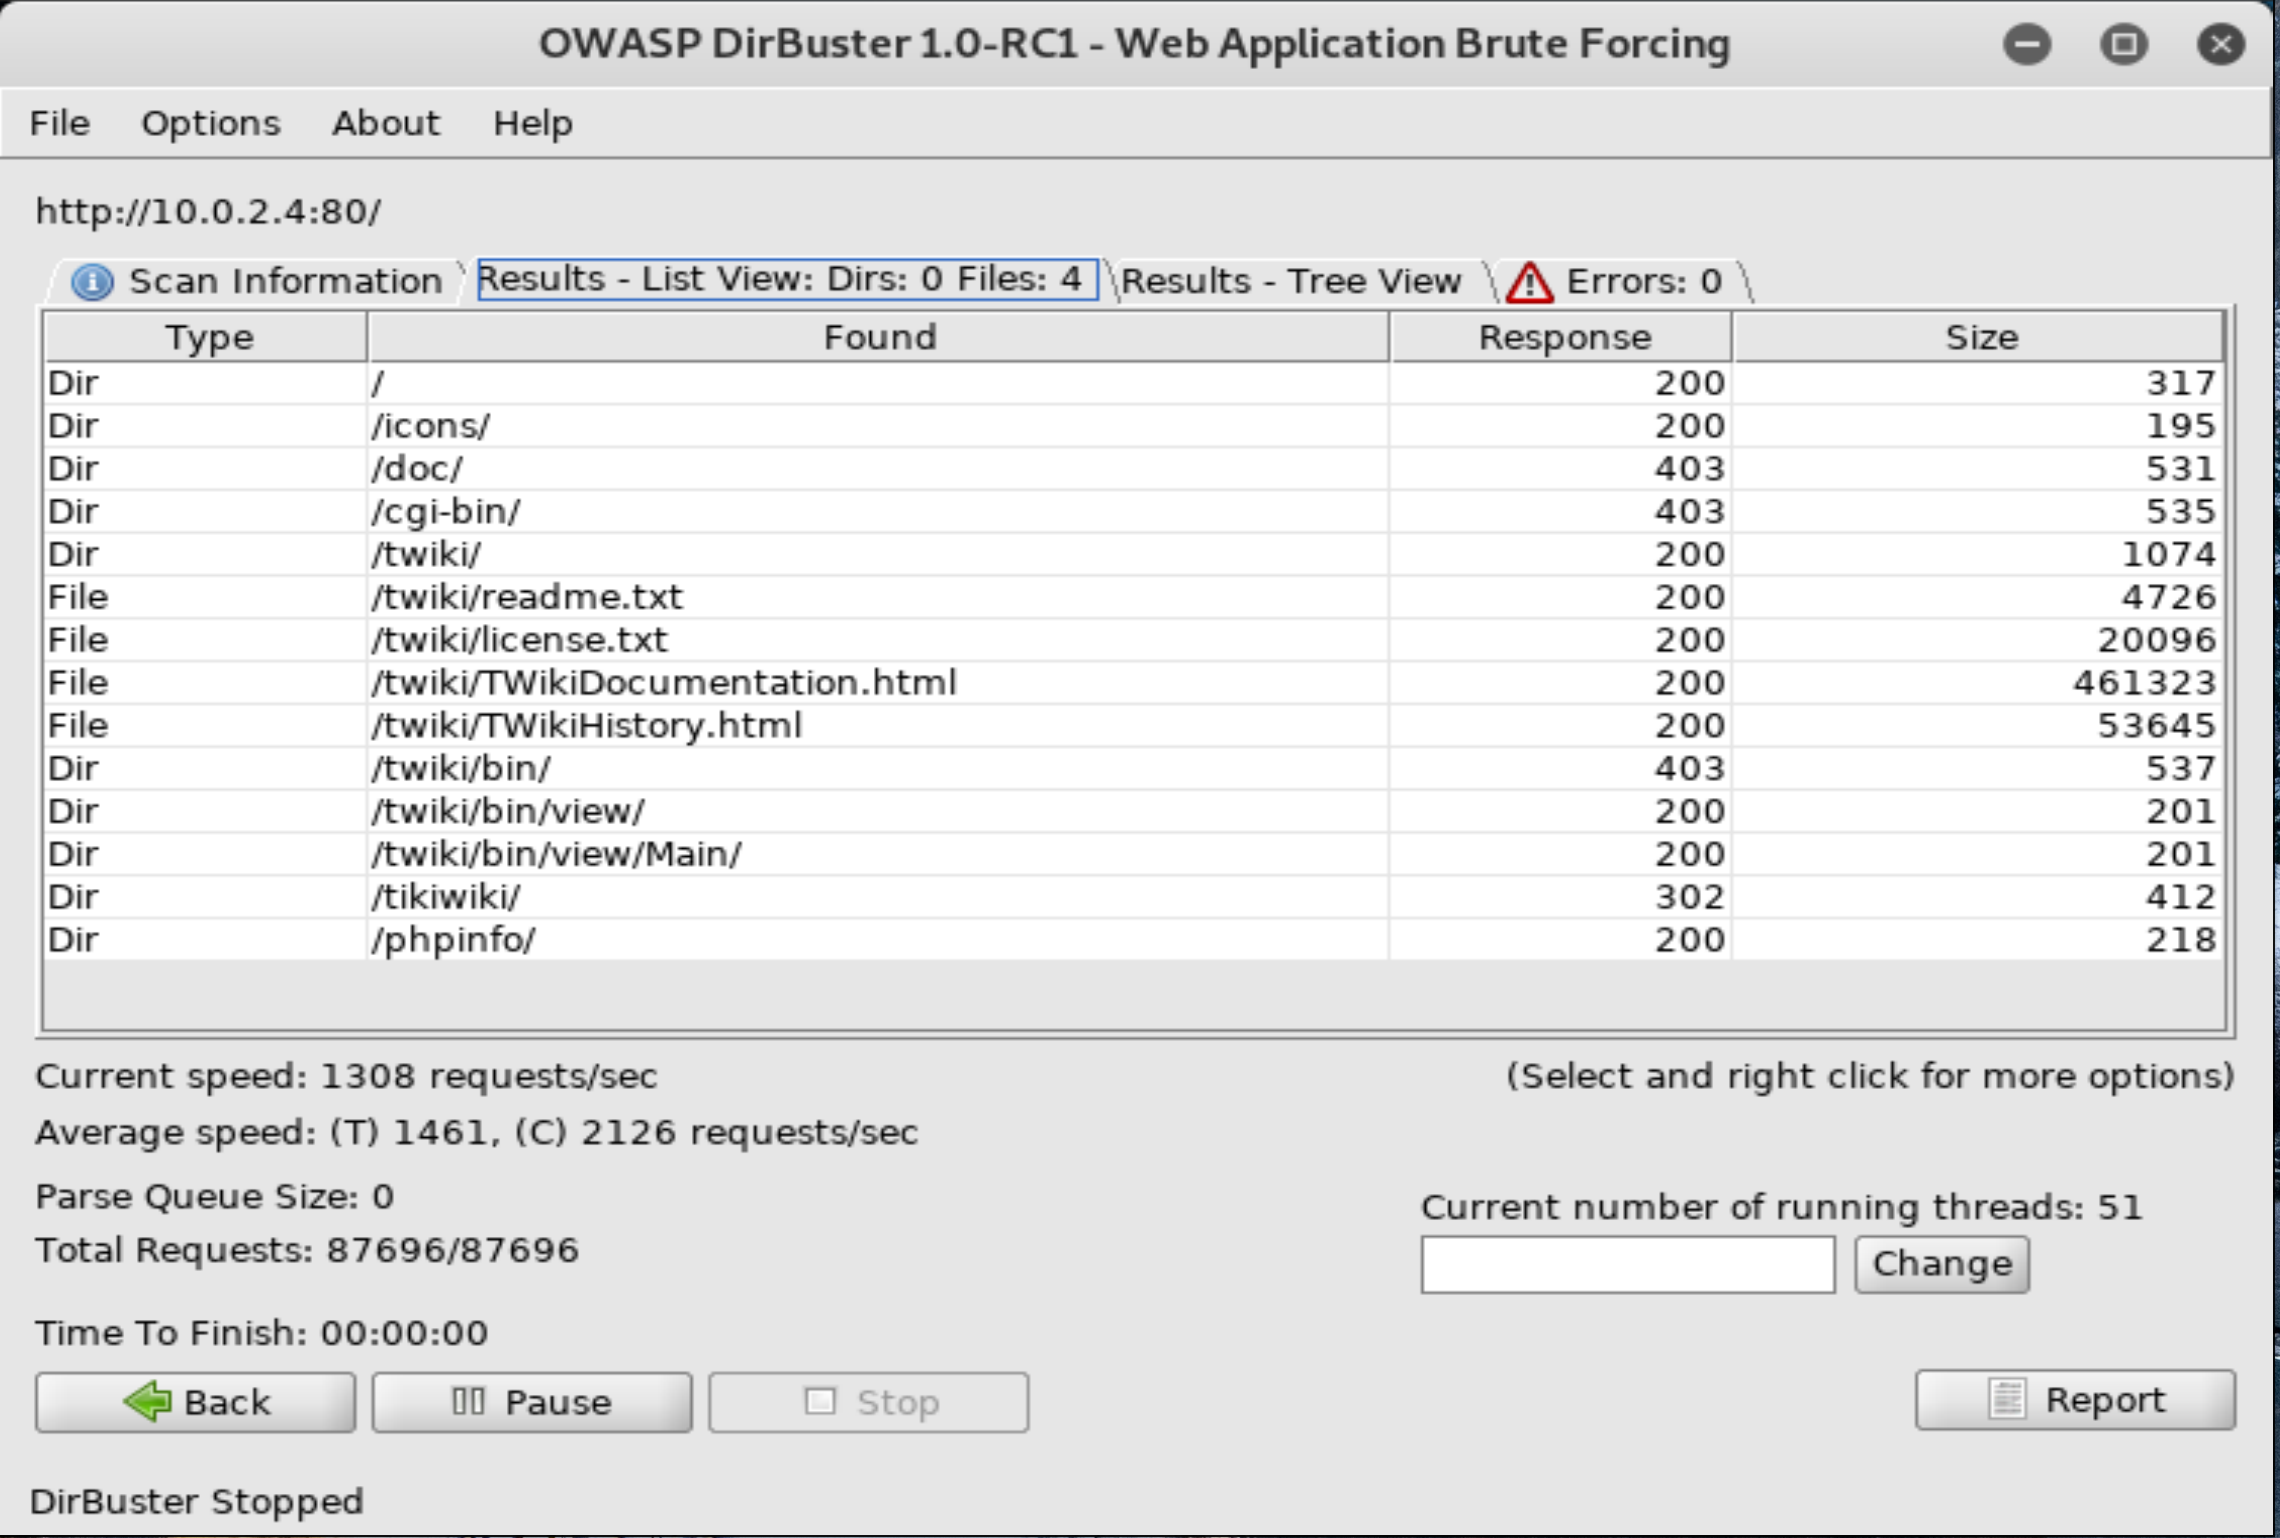 OWASP DirBuster 1.0-RC1 - Web Application Brute Forcing
File Options About Help
http://10.0.2.4:80/
Scan Information Results - List View: Dirs: 0 Files: 4 Results - Tree View Errors: 0
Type Found Response Size
Dir / 200 317
Dir /icons/ 200 195
Dir /doc/ 403 531
Dir /cgi-bin/ 403 535
Dir /twiki/ 200 1074
File /twiki/readme.txt 200 4726
File /twiki/license.txt 200 20096
File /twiki/TWikiDocumentation.html 200 461323
File /twiki/TWikiHistory.html 200 53645
Dir /twiki/bin/ 403 537
Dir /twiki/bin/view/ 200 201
Dir /twiki/bin/view/Main/ 200 201
Dir /tikiwiki/ 302 412
Dir /phpinfo/ 200 218
Current speed: 1308 requests/sec (Select and right click for more options)
Average speed: (T) 1461, (C) 2126 requests/sec
Parse Queue Size: 0
Current number of running threads: 51
Total Requests: 87696/87696
Change
Time To Finish: 00:00:00
Back Pause Stop Report
DirBuster Stopped